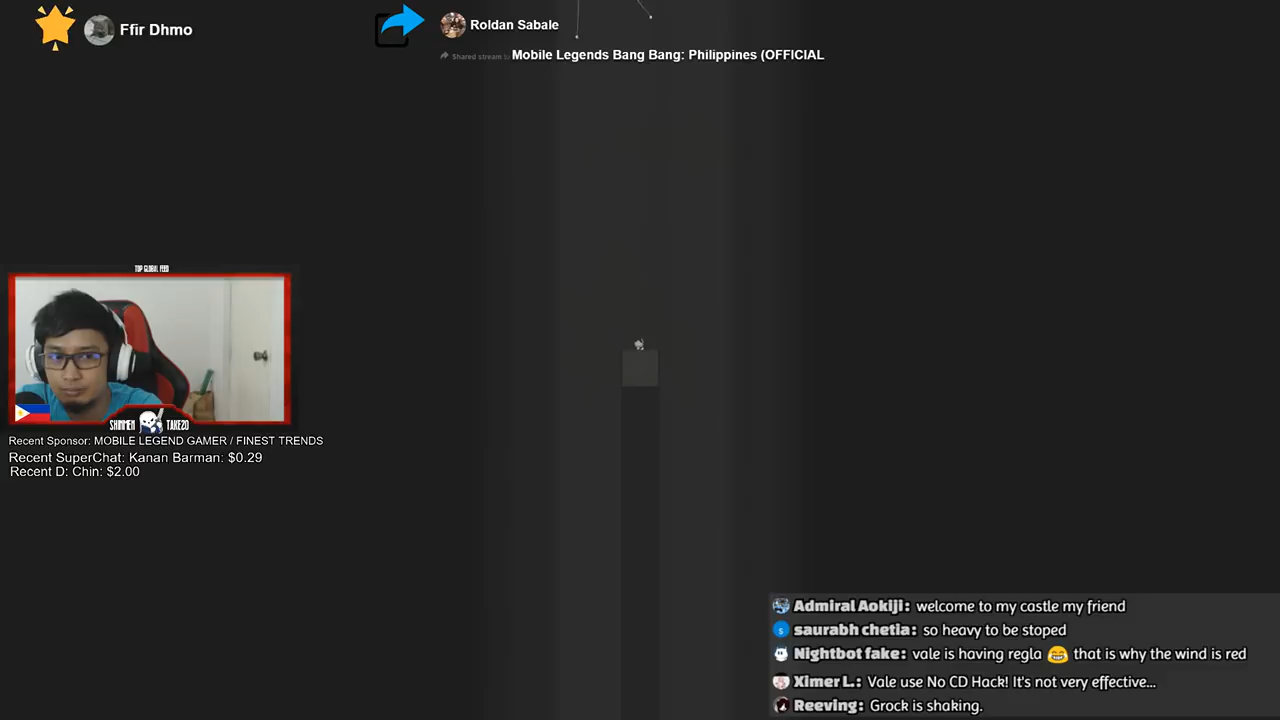 Ffir Dhmo
Roldan Sabale
Shared stream to Mobile Legends Bang Bang: Philippines (OFFICIAL
TOP GLOBAL FEED
SHINMEN TAKEZO
Recent Sponsor: MOBILE LEGEND GAMER / FINEST TRENDS
Recent SuperChat: Kanan Barman: $0.29
Recent D: Chin: $2.00
Admiral Aokiji: welcome to my castle my friend
s saurabh chetia: so heavy to be stoped
Nightbot fake: vale is having regla 😂 that is why the wind is red
Ximer L.: Vale use No CD Hack! It's not very effective...
Reeving: Grock is shaking.